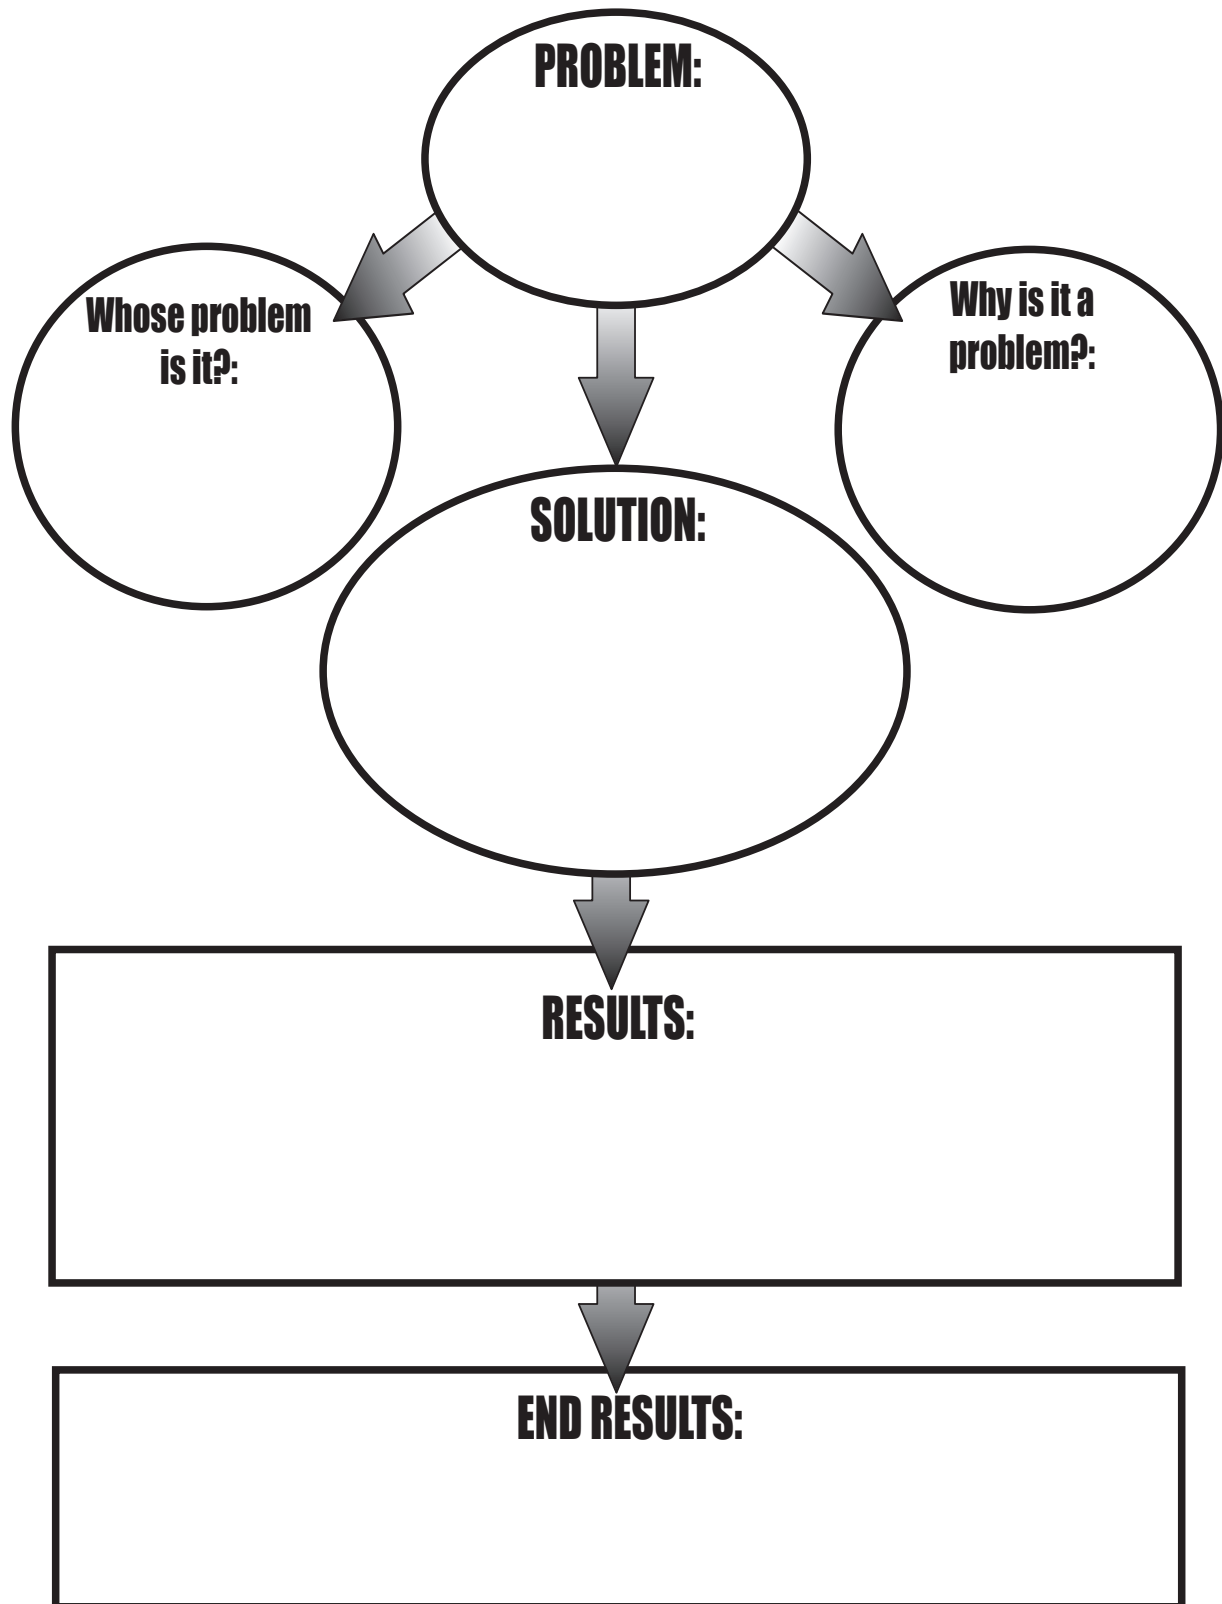 PROBLEM:
Whose problem
is it?:
Why is it a
problem?:
SOLUTION:
RESULTS:
END RESULTS: